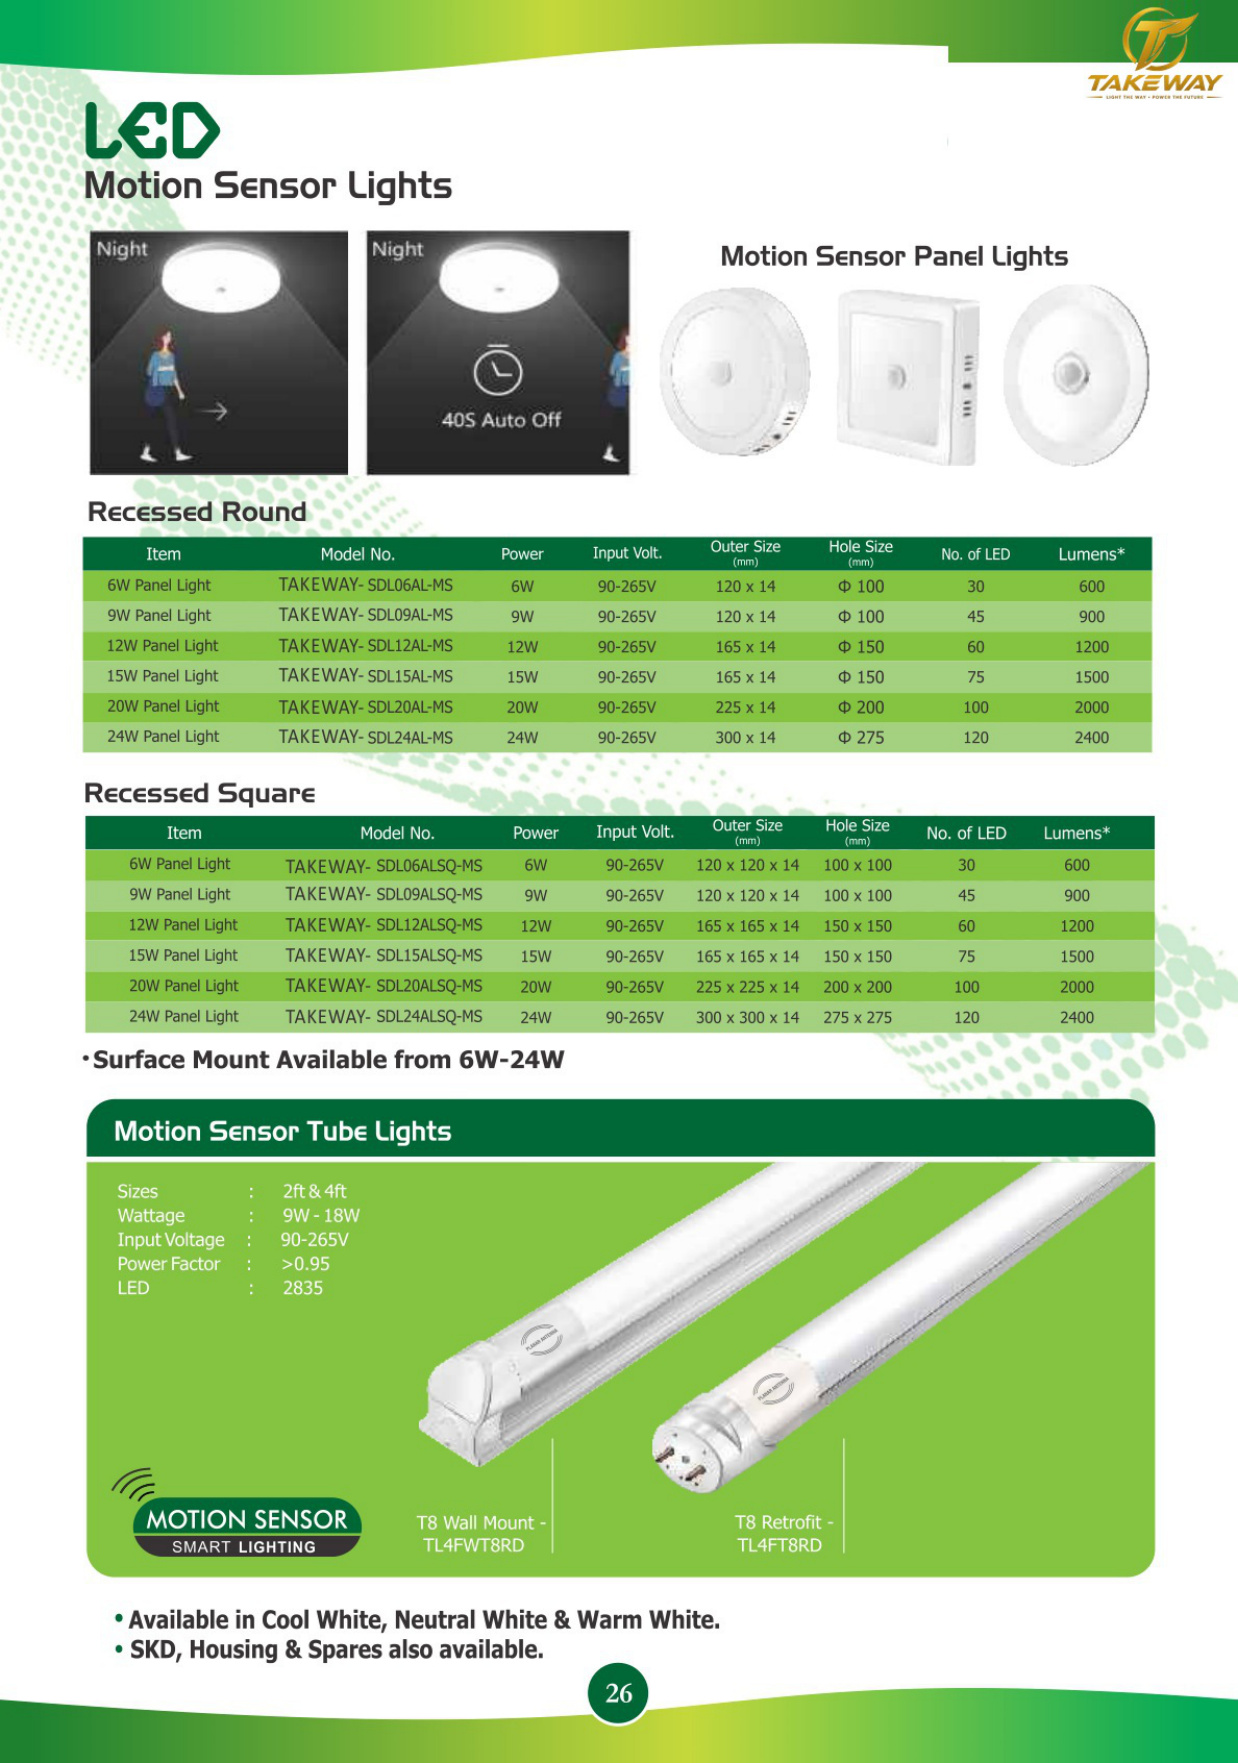 TAKEWAY
LIGHT THE WAY - POWER THE FUTURE
LED
Motion Sensor Lights
Night
Night
40S Auto Off
Motion Sensor Panel Lights
Recessed Round
Item Model No. Power Input Volt. Outer Size (mm) Hole Size (mm) No. of LED Lumens*
6W Panel Light TAKEWAY- SDL06AL-MS 6W 90-265V 120 x 14 Φ 100 30 600
9W Panel Light TAKEWAY- SDL09AL-MS 9W 90-265V 120 x 14 Φ 100 45 900
12W Panel Light TAKEWAY- SDL12AL-MS 12W 90-265V 165 x 14 Φ 150 60 1200
15W Panel Light TAKEWAY- SDL15AL-MS 15W 90-265V 165 x 14 Φ 150 75 1500
20W Panel Light TAKEWAY- SDL20AL-MS 20W 90-265V 225 x 14 Φ 200 100 2000
24W Panel Light TAKEWAY- SDL24AL-MS 24W 90-265V 300 x 14 Φ 275 120 2400
Recessed Square
Item Model No. Power Input Volt. Outer Size (mm) Hole Size (mm) No. of LED Lumens*
6W Panel Light TAKEWAY- SDL06ALSQ-MS 6W 90-265V 120 x 120 x 14 100 x 100 30 600
9W Panel Light TAKEWAY- SDL09ALSQ-MS 9W 90-265V 120 x 120 x 14 100 x 100 45 900
12W Panel Light TAKEWAY- SDL12ALSQ-MS 12W 90-265V 165 x 165 x 14 150 x 150 60 1200
15W Panel Light TAKEWAY- SDL15ALSQ-MS 15W 90-265V 165 x 165 x 14 150 x 150 75 1500
20W Panel Light TAKEWAY- SDL20ALSQ-MS 20W 90-265V 225 x 225 x 14 200 x 200 100 2000
24W Panel Light TAKEWAY- SDL24ALSQ-MS 24W 90-265V 300 x 300 x 14 275 x 275 120 2400
• Surface Mount Available from 6W-24W
Motion Sensor Tube Lights
Sizes : 2ft & 4ft
Wattage : 9W - 18W
Input Voltage : 90-265V
Power Factor : >0.95
LED : 2835
MOTION SENSOR
SMART LIGHTING
T8 Wall Mount -
TL4FWT8RD
T8 Retrofit -
TL4FT8RD
• Available in Cool White, Neutral White & Warm White.
• SKD, Housing & Spares also available.
26